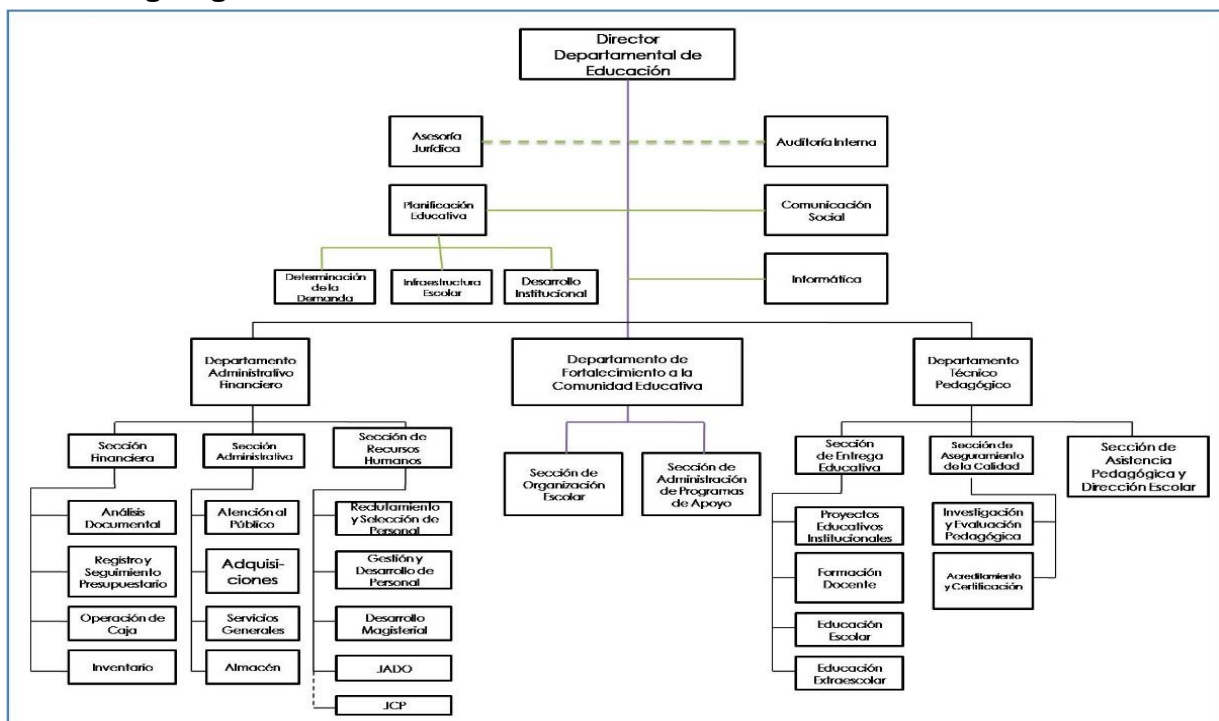 Director
Departamental de
Educación
Asesoría
Jurídica
Auditoría Interna
Planificación
Educativa
Comunicación
Social
Determinación
de la
Demanda
Infraestructura
Escolar
Desarrollo
Institucional
Informática
Departamento
Administrativo
Financiero
Departamento de
Fortalecimiento a la
Comunidad Educativa
Departamento
Técnico
Pedagógico
Sección
Financiera
Sección
Administrativa
Sección de
Recursos
Humanos
Sección de
Organización
Escolar
Sección de
Administración
de Programas
de Apoyo
Sección
de Entrega
Educativa
Sección de
Aseguramiento
de la Calidad
Sección de
Asistencia
Pedagógica y
Dirección Escolar
Análisis
Documental
Registro y
Seguimiento
Presupuestario
Operación de
Caja
Inventario
Atención al
Público
Adquisi-
ciones
Servicios
Generales
Almacén
Reclutamiento
y Selección de
Personal
Gestión y
Desarrollo de
Personal
Desarrollo
Magisterial
JADO
JCP
Proyectos
Educativos
Institucionales
Formación
Docente
Educación
Escolar
Educación
Extraescolar
Investigación
y Evaluación
Pedagógica
Acreditamiento
y Certificación